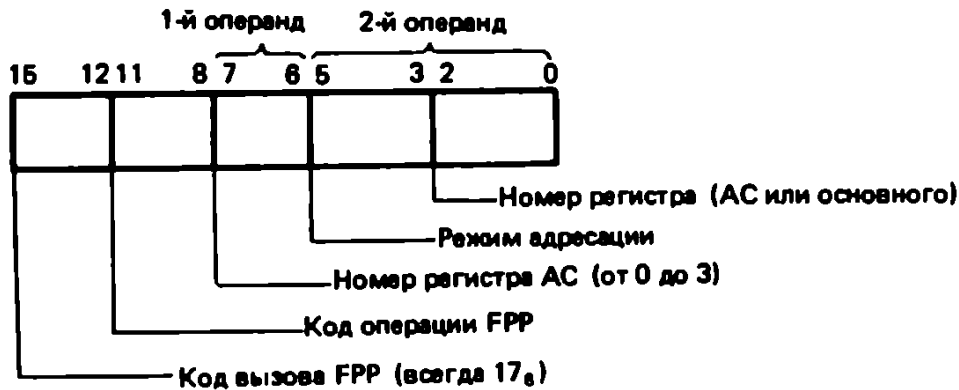 1-й операнд 2-й операнд
15 12 11 8 7 6 5 3 2 0
Номер регистра (АС или основного)
Режим адресации
Номер регистра АС (от 0 до 3)
Код операции FPP
Код вызова FPP (всегда 17₈)